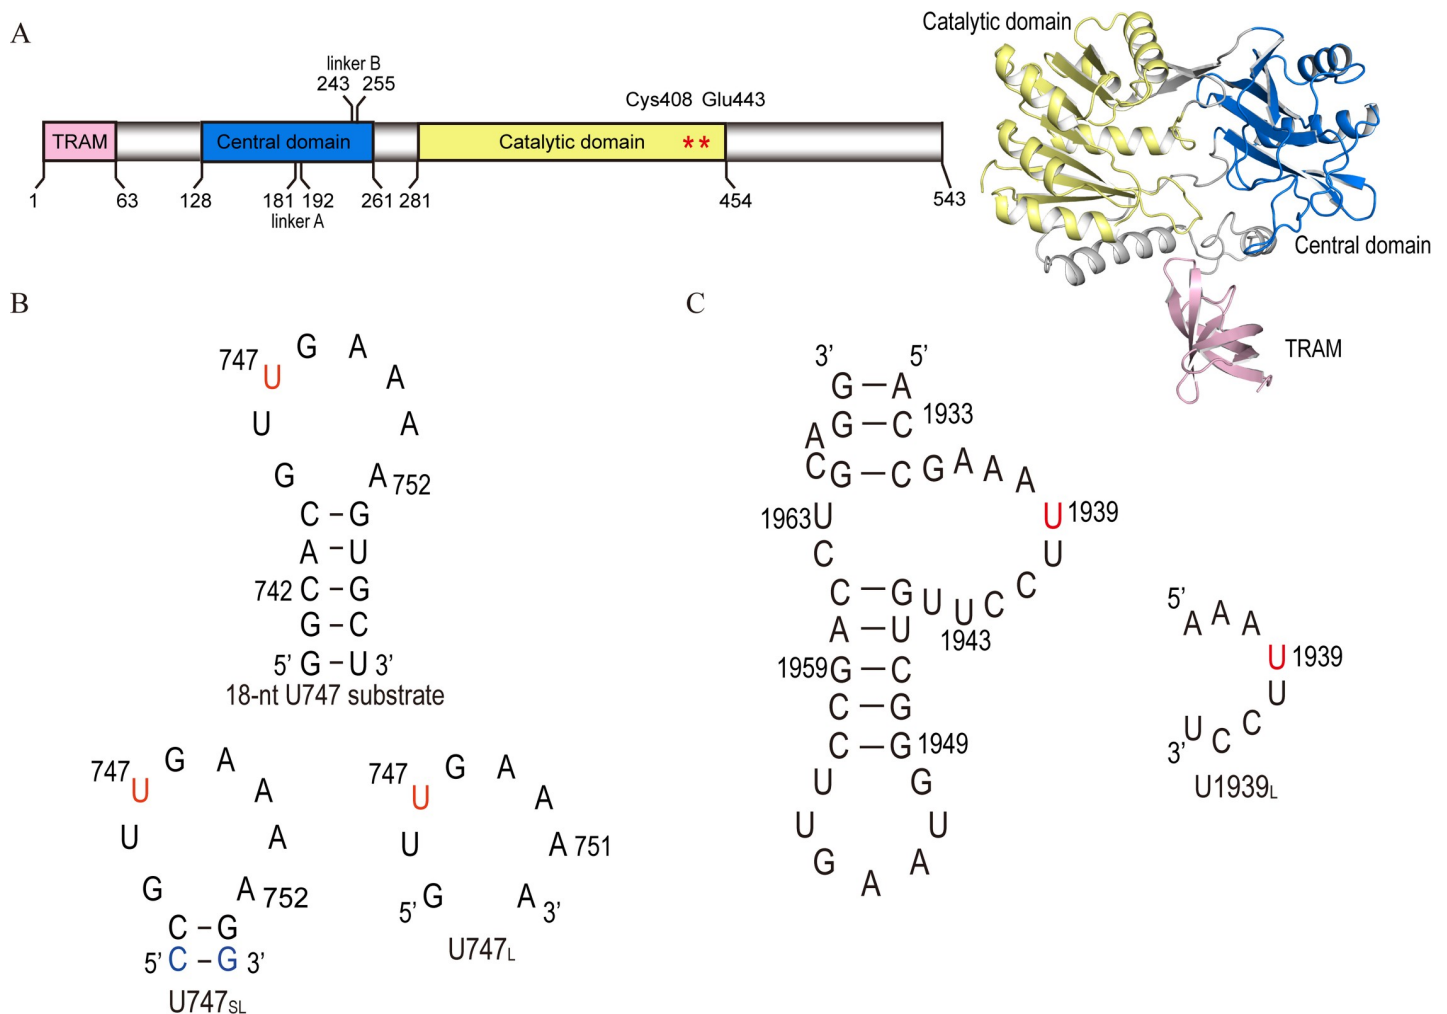 A
linker B
243 255
Cys408 Glu443
TRAM
Central domain
Catalytic domain
**
1
63
128
181 192
261
281
454
543
linker A
Catalytic domain
Central domain
TRAM
B
747
U
G
A
A
A
A
752
U
G
C – G
A – U
742 C – G
G – C
5’ G – U 3’
18-nt U747 substrate
747
U
G
A
A
A
A
752
U
G
C – G
5’ C – G 3’
U747SL
747
U
G
A
A
A
751
U
5’ G
A 3’
U747L
C
3’ 5’
G – A
A
G – C 1933
C
G – C G A A A
1963 U
U 1939
C
U
C – G U U C C
A – U
1943
1959 G – C
C – G
C – G 1949
U
G
U
U
G
A
A
5’
A A A
U 1939
U
3’ U C C
U1939L